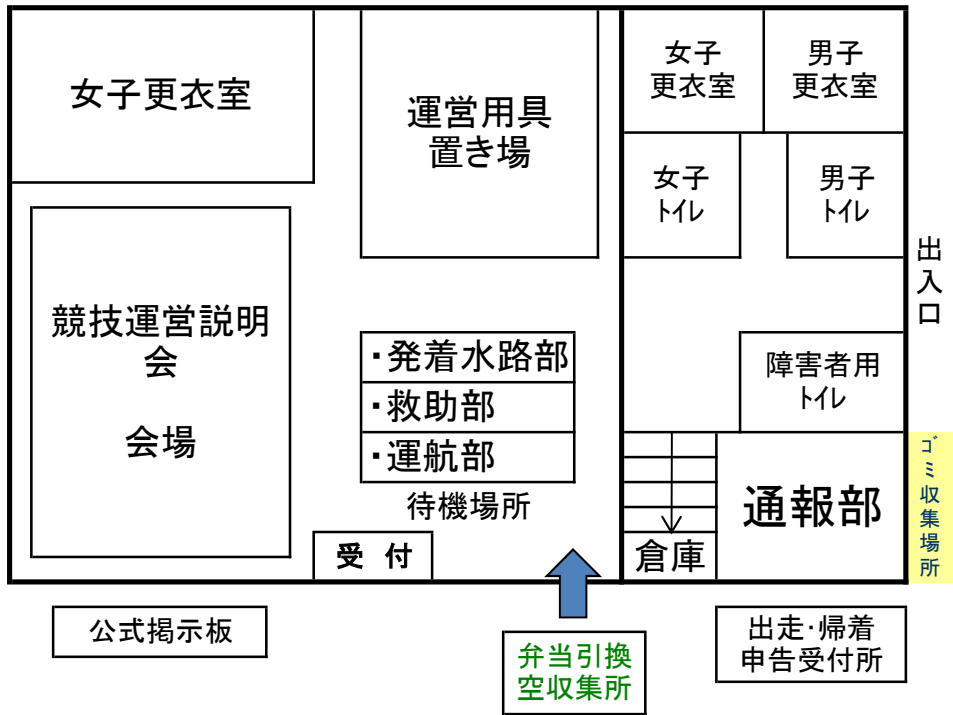 女子更衣室
運営用具
置き場
女子
更衣室
男子
更衣室
女子
ﾄｲﾚ
男子
ﾄｲﾚ
出入口
競技運営説明
会
会場
・発着水路部
・救助部
・運航部
待機場所
障害者用
ﾄｲﾚ
通報部
ｺﾞﾐ収集場所
受 付
倉庫
公式掲示板
弁当引換
空収集所
出走・帰着
申告受付所